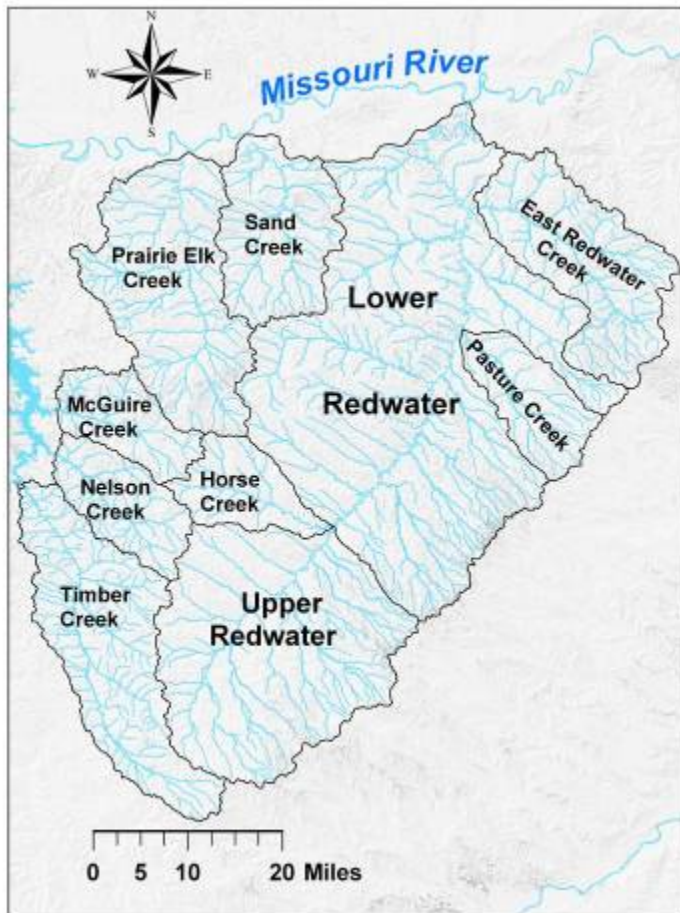 N
W E
S
Missouri River
Sand
Creek
Prairie Elk
Creek
East Redwater
Creek
Lower
Redwater
Pasture Creek
McGuire
Creek
Nelson
Creek
Horse
Creek
Timber
Creek
Upper
Redwater
0 5 10 20 Miles